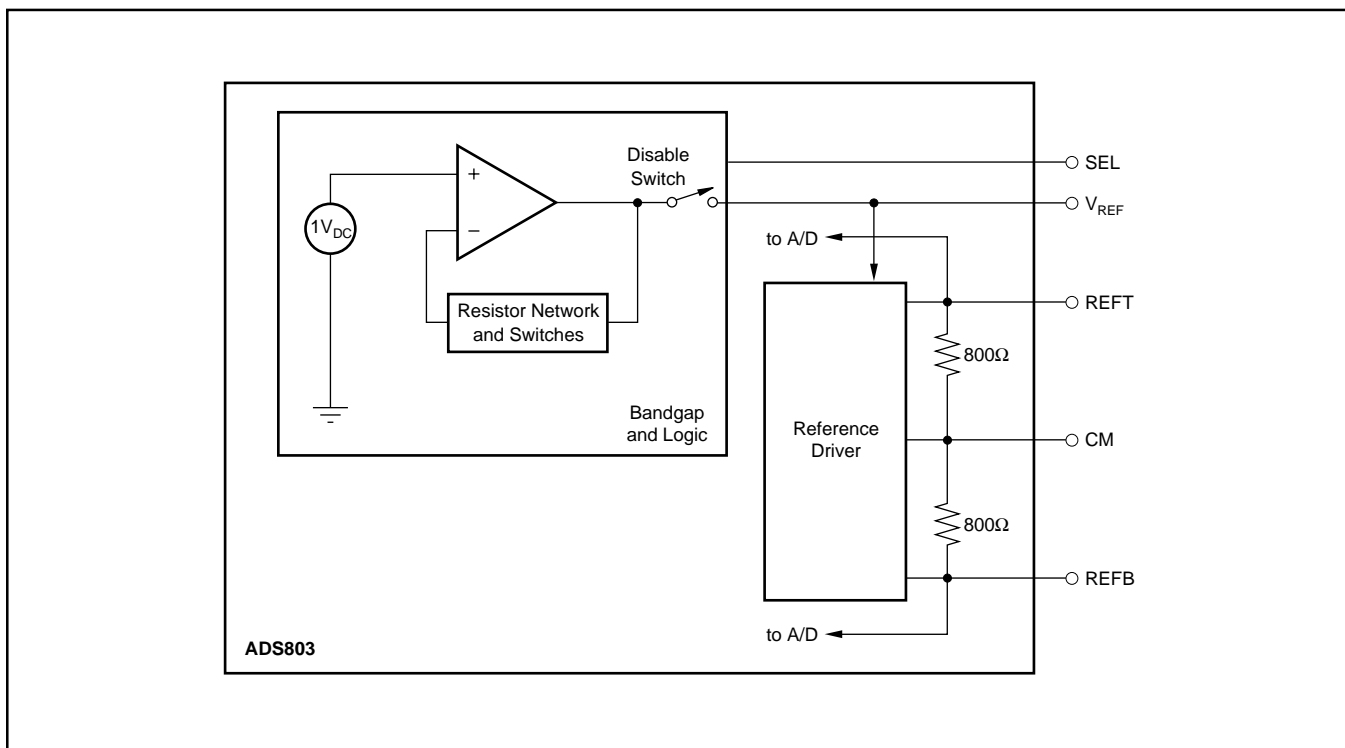 Disable
Switch
SEL
+
1V_DC
V_REF
–
to A/D
Resistor Network
and Switches
REFT
800Ω
Bandgap
and Logic
Reference
Driver
CM
800Ω
REFB
to A/D
ADS803